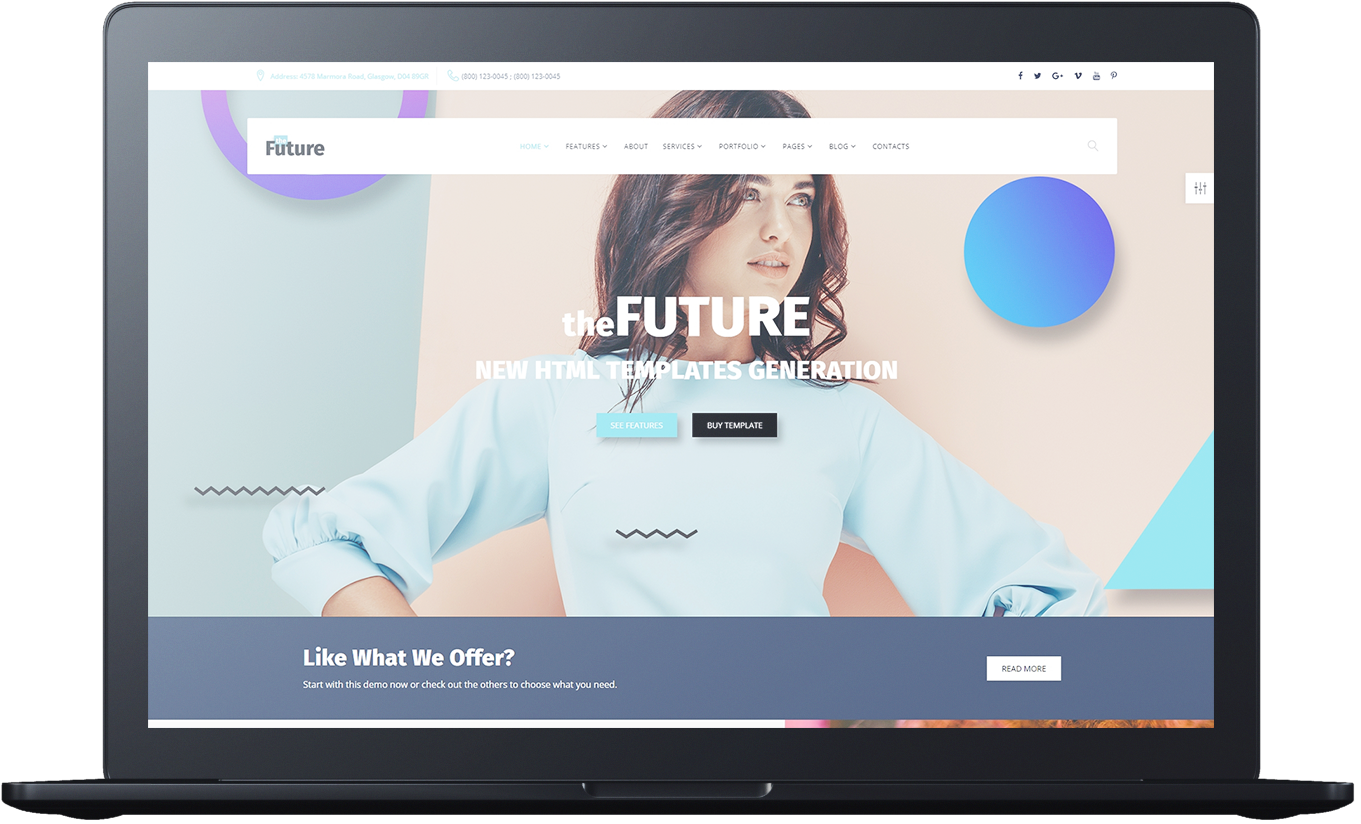 Address: 4578 Marmora Road, Glasgow, D04 89GR (800) 123-0045 ; (800) 123-0045
the
Future HOME FEATURES ABOUT SERVICES PORTFOLIO PAGES BLOG CONTACTS
theFUTURE
NEW HTML TEMPLATES GENERATION
SEE FEATURES BUY TEMPLATE
Like What We Offer?
Start with this demo now or check out the others to choose what you need.
READ MORE